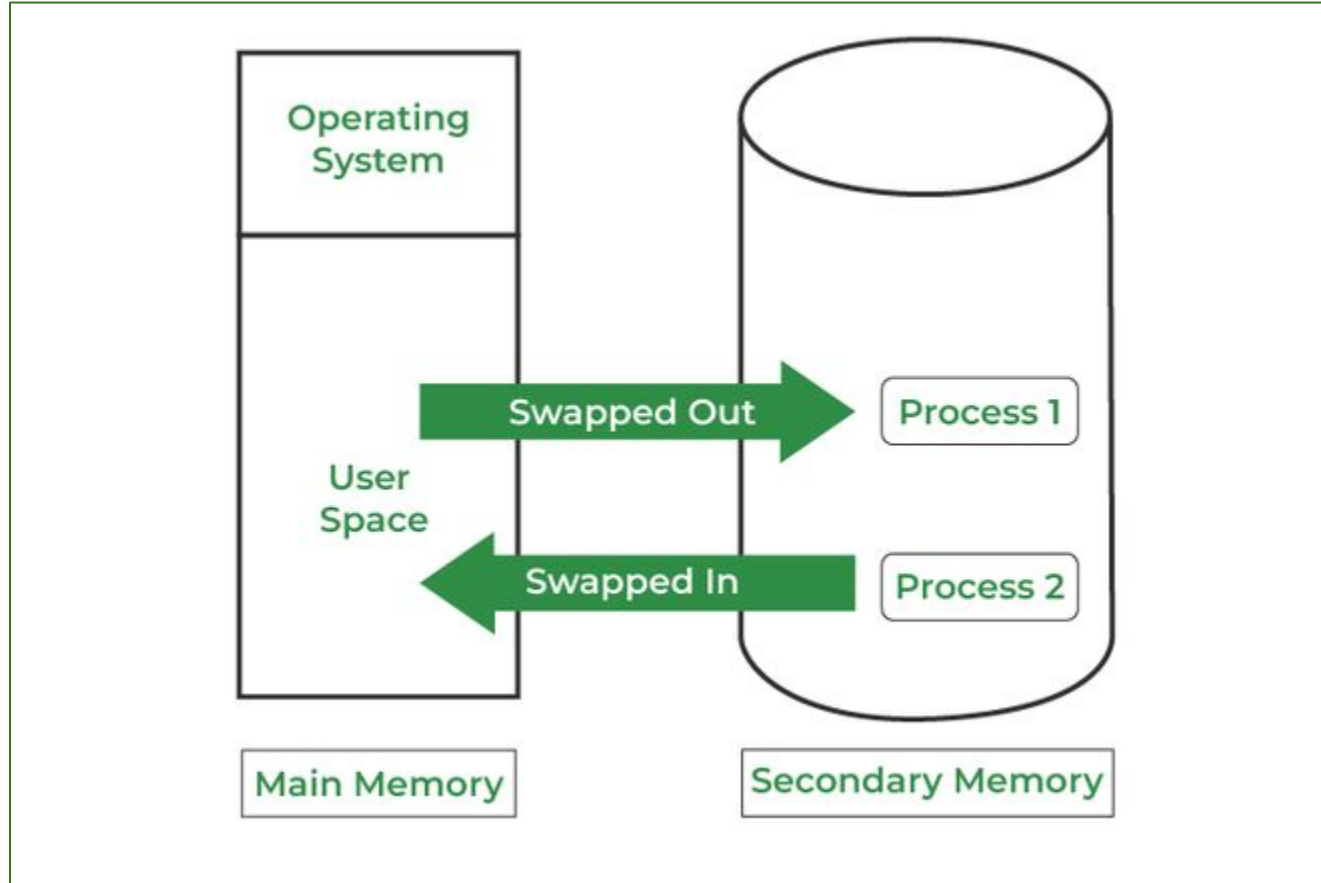 Operating
System
Swapped Out
Process 1
User
Space
Swapped In
Process 2
Main Memory
Secondary Memory